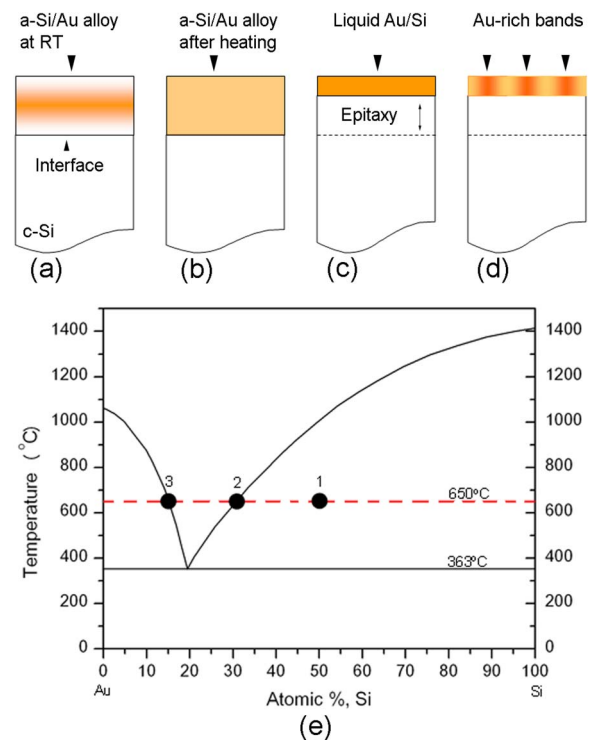 a-Si/Au alloy
at RT
a-Si/Au alloy
after heating
Liquid Au/Si
Au-rich bands
Interface
Epitaxy
c-Si
(a)
(b)
(c)
(d)
1400
1200
1000
800
600
400
200
0
Temperature (°C)
1400
1200
1000
800
600
400
200
0
3
2
1
650ºC
363ºC
0 10 20 30 40 50 60 70 80 90 100
Au
Atomic %, Si
Si
(e)